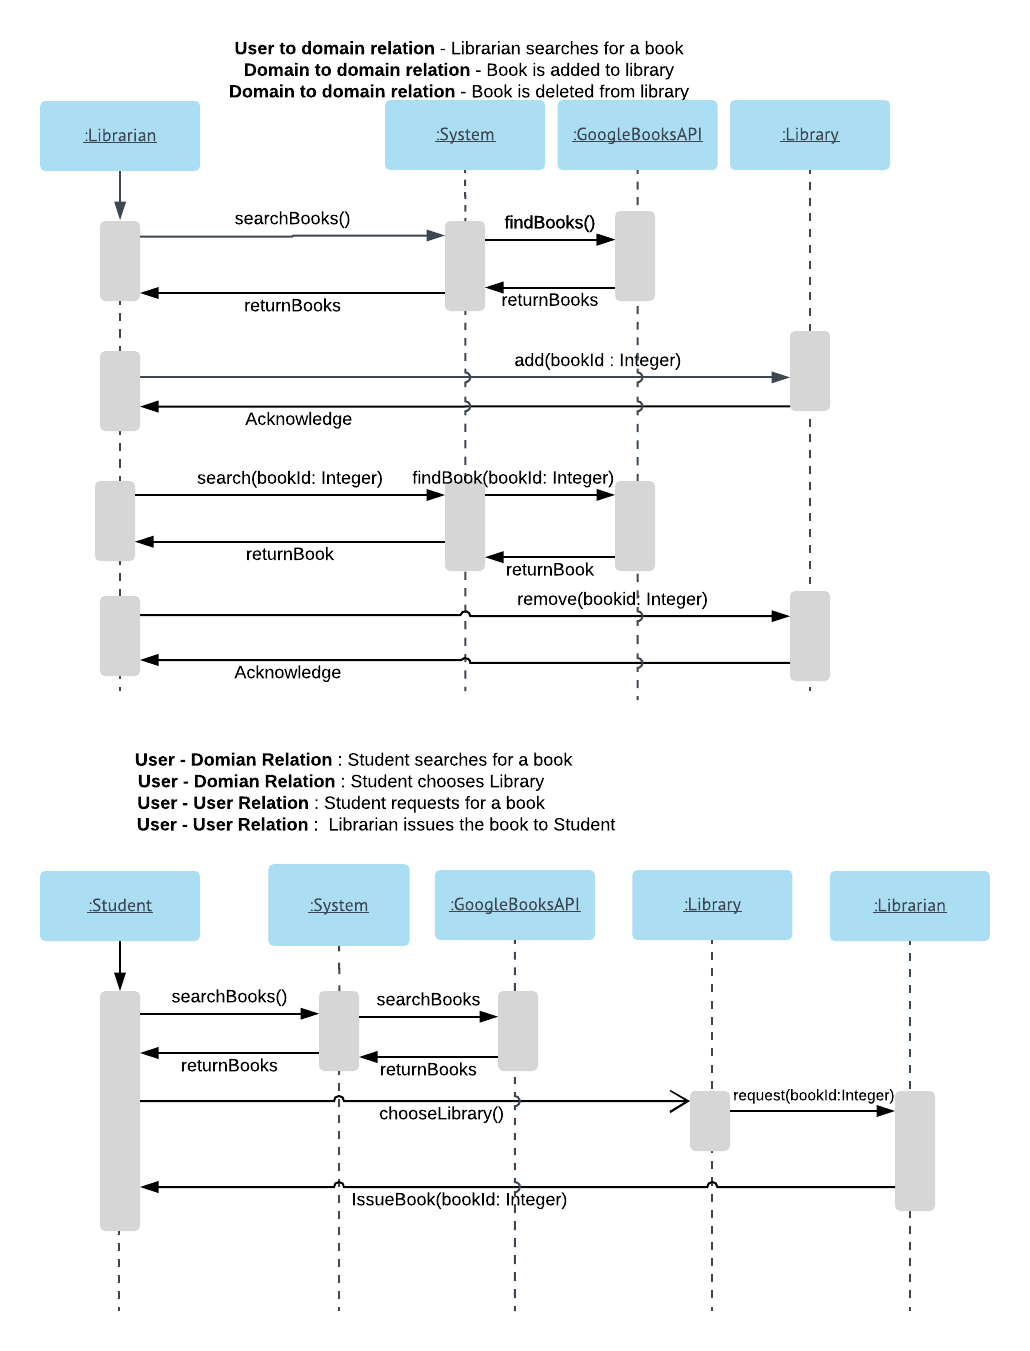 User to domain relation - Librarian searches for a book
Domain to domain relation - Book is added to library
Domain to domain relation - Book is deleted from library
:Librarian
:System
:GoogleBooksAPI
:Library
searchBooks()
findBooks()
returnBooks
returnBooks
add(bookId : Integer)
Acknowledge
search(bookId: Integer)
findBook(bookId: Integer)
returnBook
returnBook
remove(bookid: Integer)
Acknowledge
User - Domian Relation : Student searches for a book
User - Domian Relation : Student chooses Library
User - User Relation : Student requests for a book
User - User Relation :  Librarian issues the book to Student
:Student
:System
:GoogleBooksAPI
:Library
:Librarian
searchBooks()
searchBooks
returnBooks
returnBooks
request(bookId:Integer)
chooseLibrary()
IssueBook(bookId: Integer)